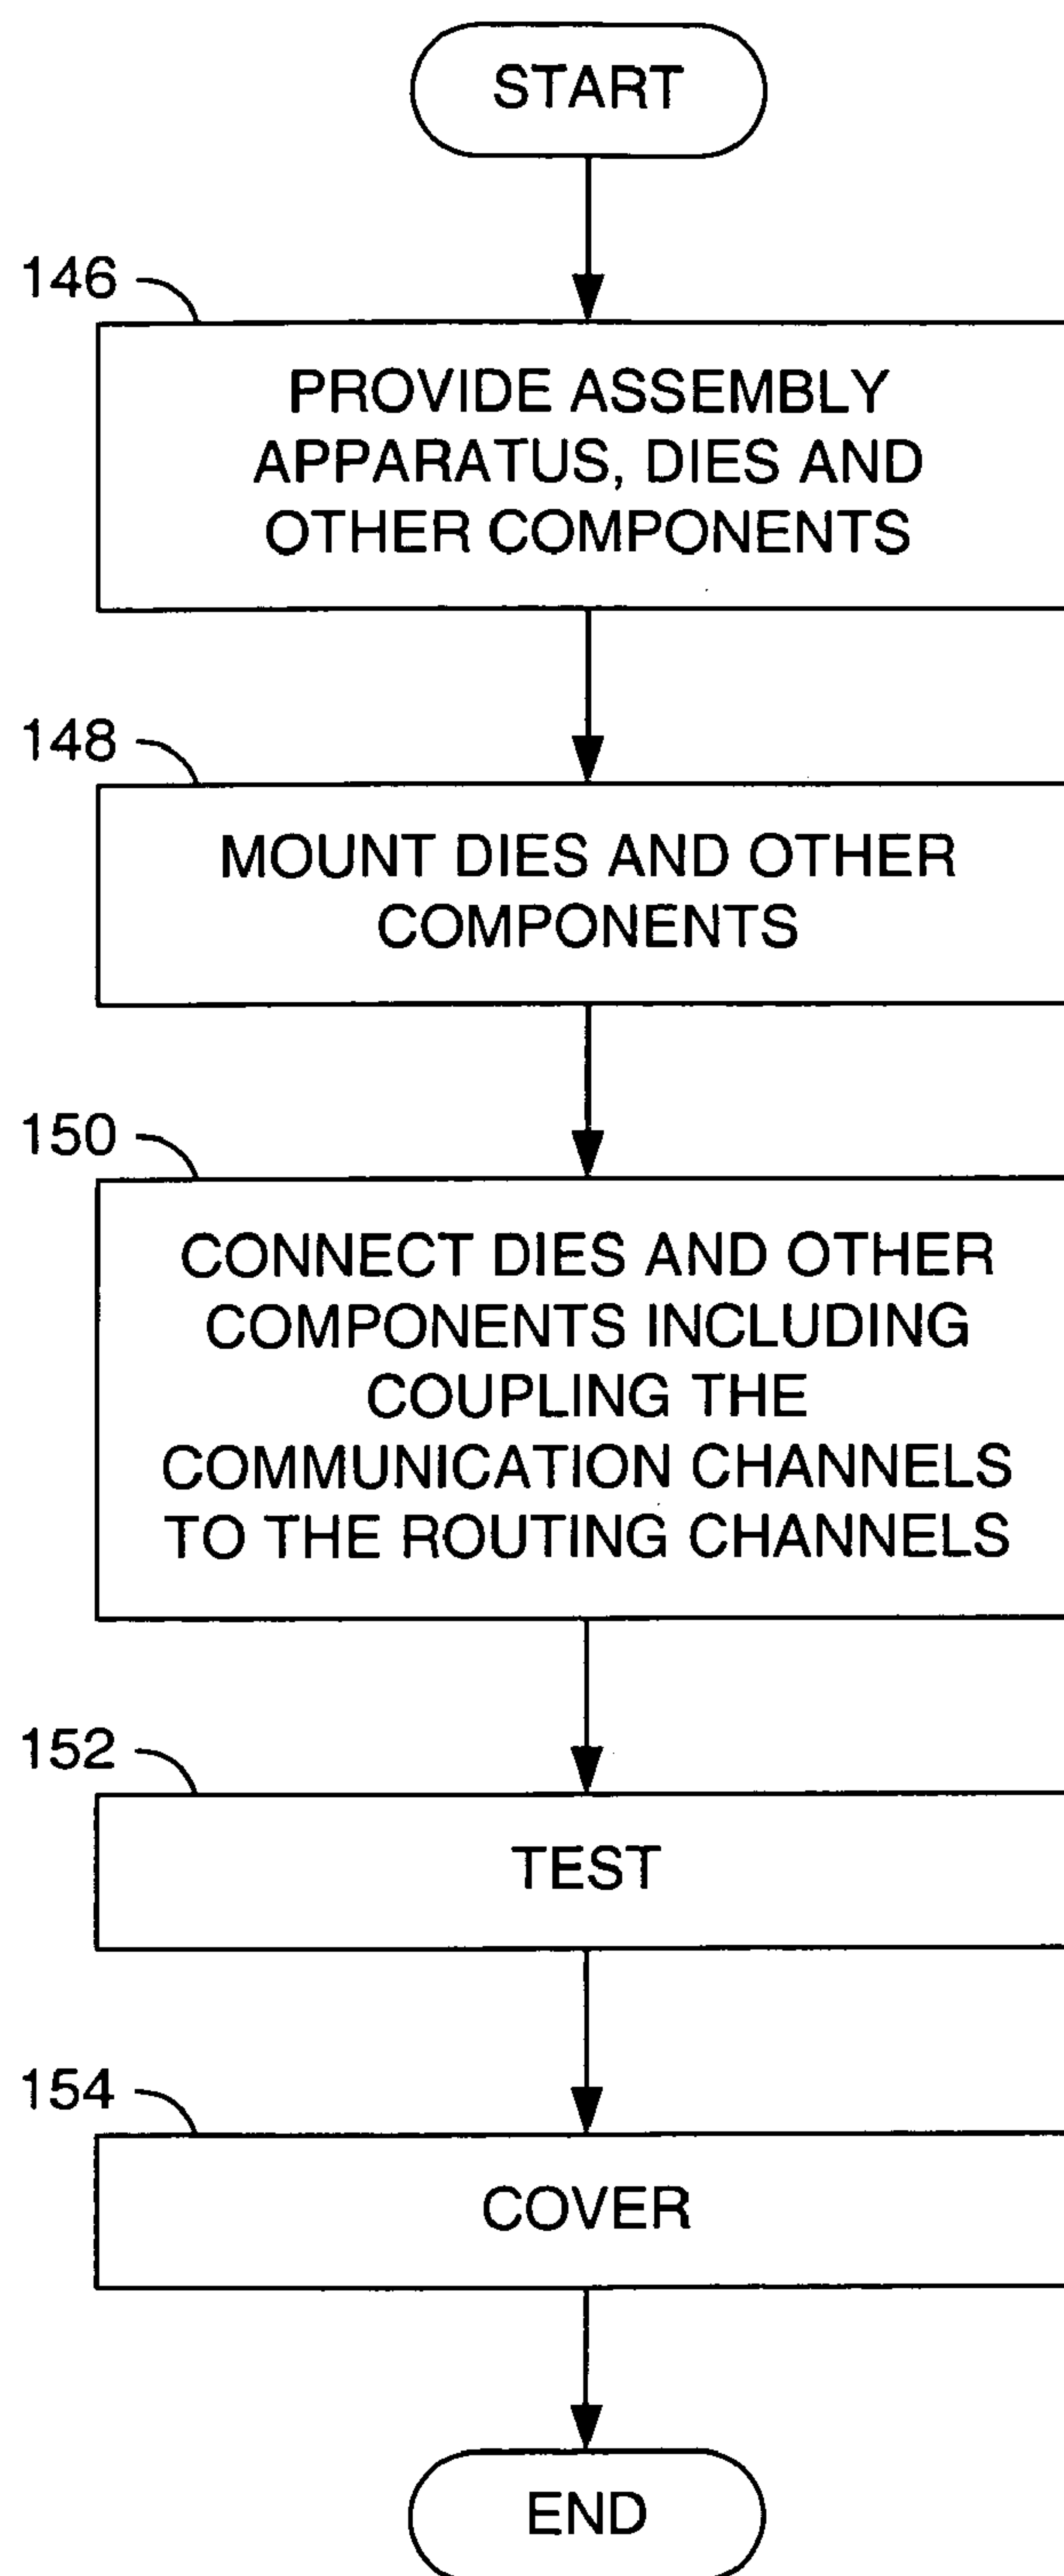 START
146
PROVIDE ASSEMBLY
APPARATUS, DIES AND
OTHER COMPONENTS
148
MOUNT DIES AND OTHER
COMPONENTS
150
CONNECT DIES AND OTHER
COMPONENTS INCLUDING
COUPLING THE
COMMUNICATION CHANNELS
TO THE ROUTING CHANNELS
152
TEST
154
COVER
END